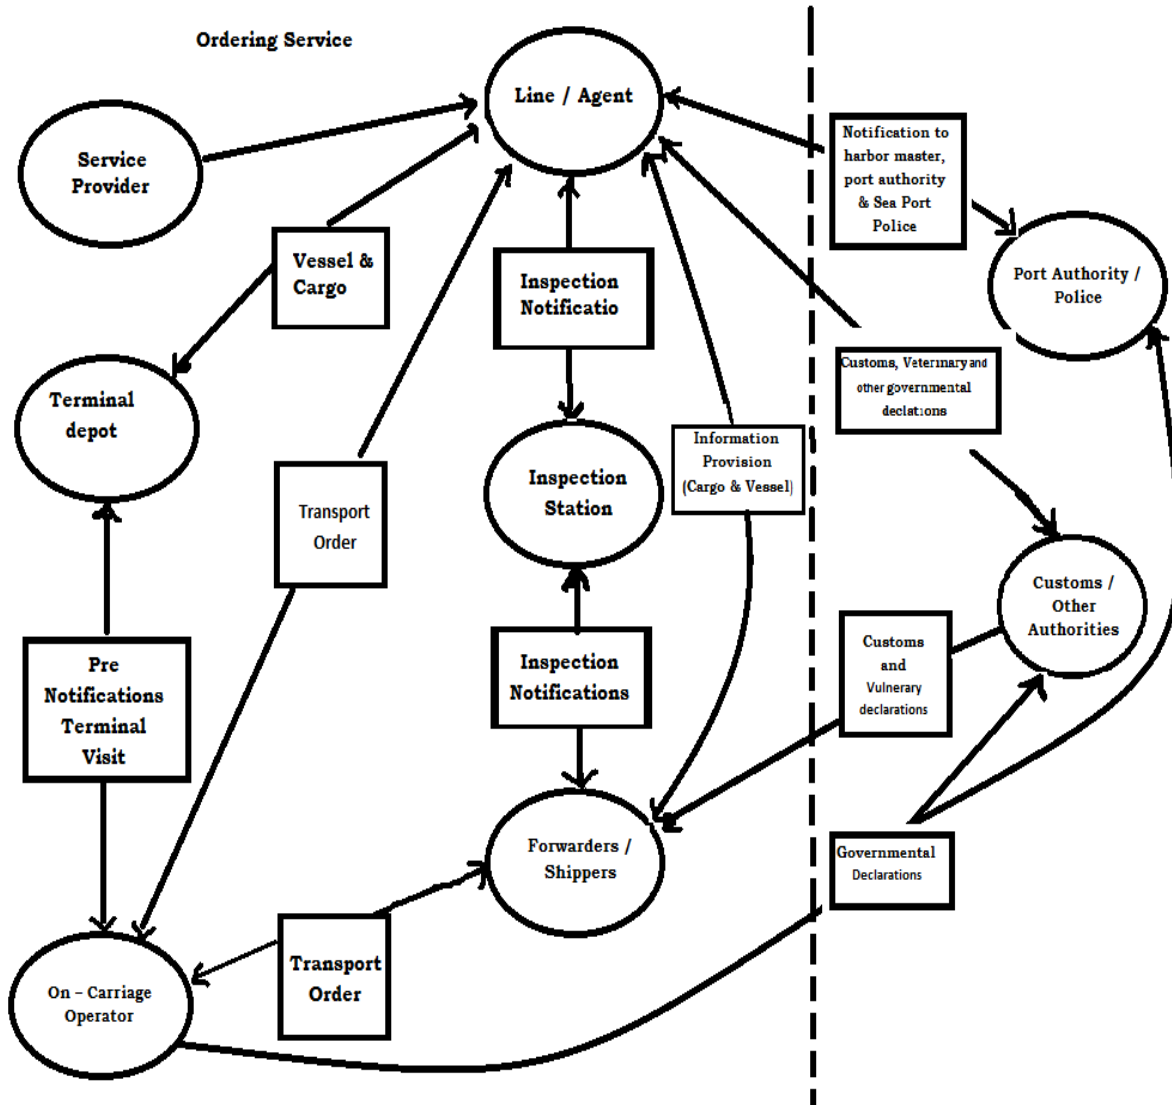 Ordering Service
Line / Agent
Service
Provider
Notification to
harbor master,
port authority
& Sea Port
Police
Vessel &
Cargo
Inspection
Notificatio
Port Authority /
Police
Terminal
depot
Customs, Veterinary and
other governmental
declations
Information
Provision
(Cargo & Vessel)
Inspection
Station
Transport
Order
Customs /
Other
Authorities
Pre
Notifications
Terminal
Visit
Inspection
Notifications
Customs
and
Vulnerary
declarations
Forwarders /
Shippers
Governmental
Declarations
Transport
Order
On – Carriage
Operator